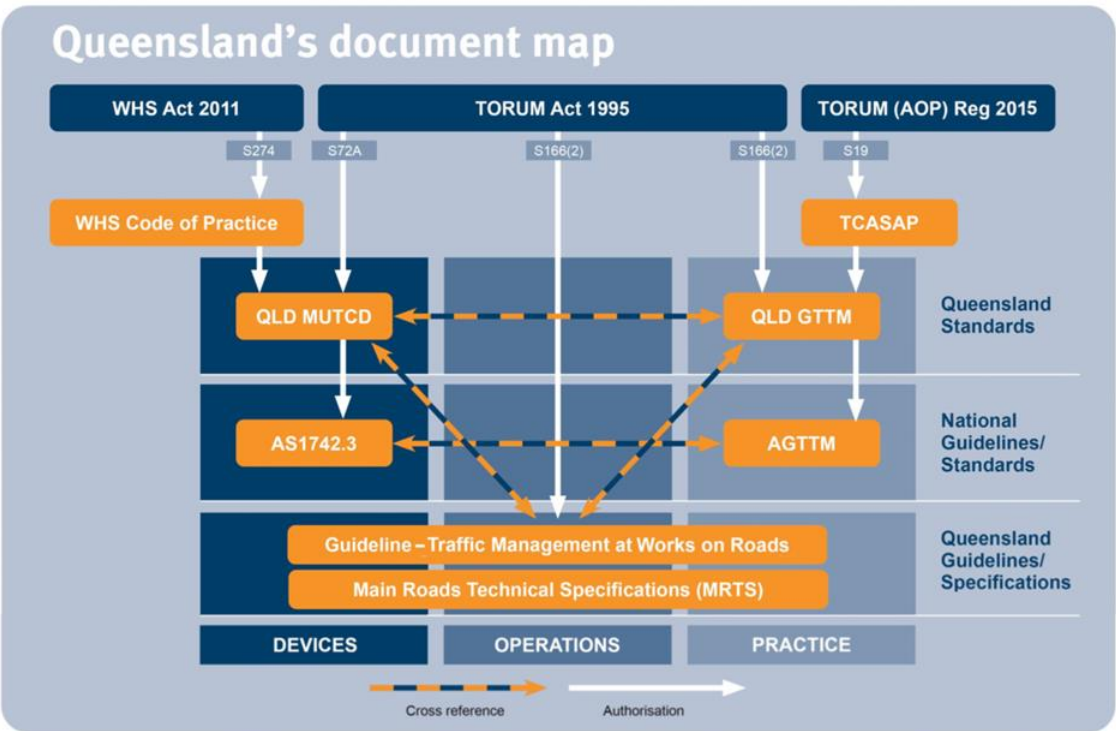 Queensland's document map
WHS Act 2011
TORUM Act 1995
TORUM (AOP) Reg 2015
S274
S72A
S166(2)
S166(2)
S19
WHS Code of Practice
TCASAP
QLD MUTCD
QLD GTTM
Queensland
Standards
AS1742.3
AGTTM
National
Guidelines/
Standards
Guideline – Traffic Management at Works on Roads
Main Roads Technical Specifications (MRTS)
Queensland
Guidelines/
Specifications
DEVICES
OPERATIONS
PRACTICE
Cross reference
Authorisation